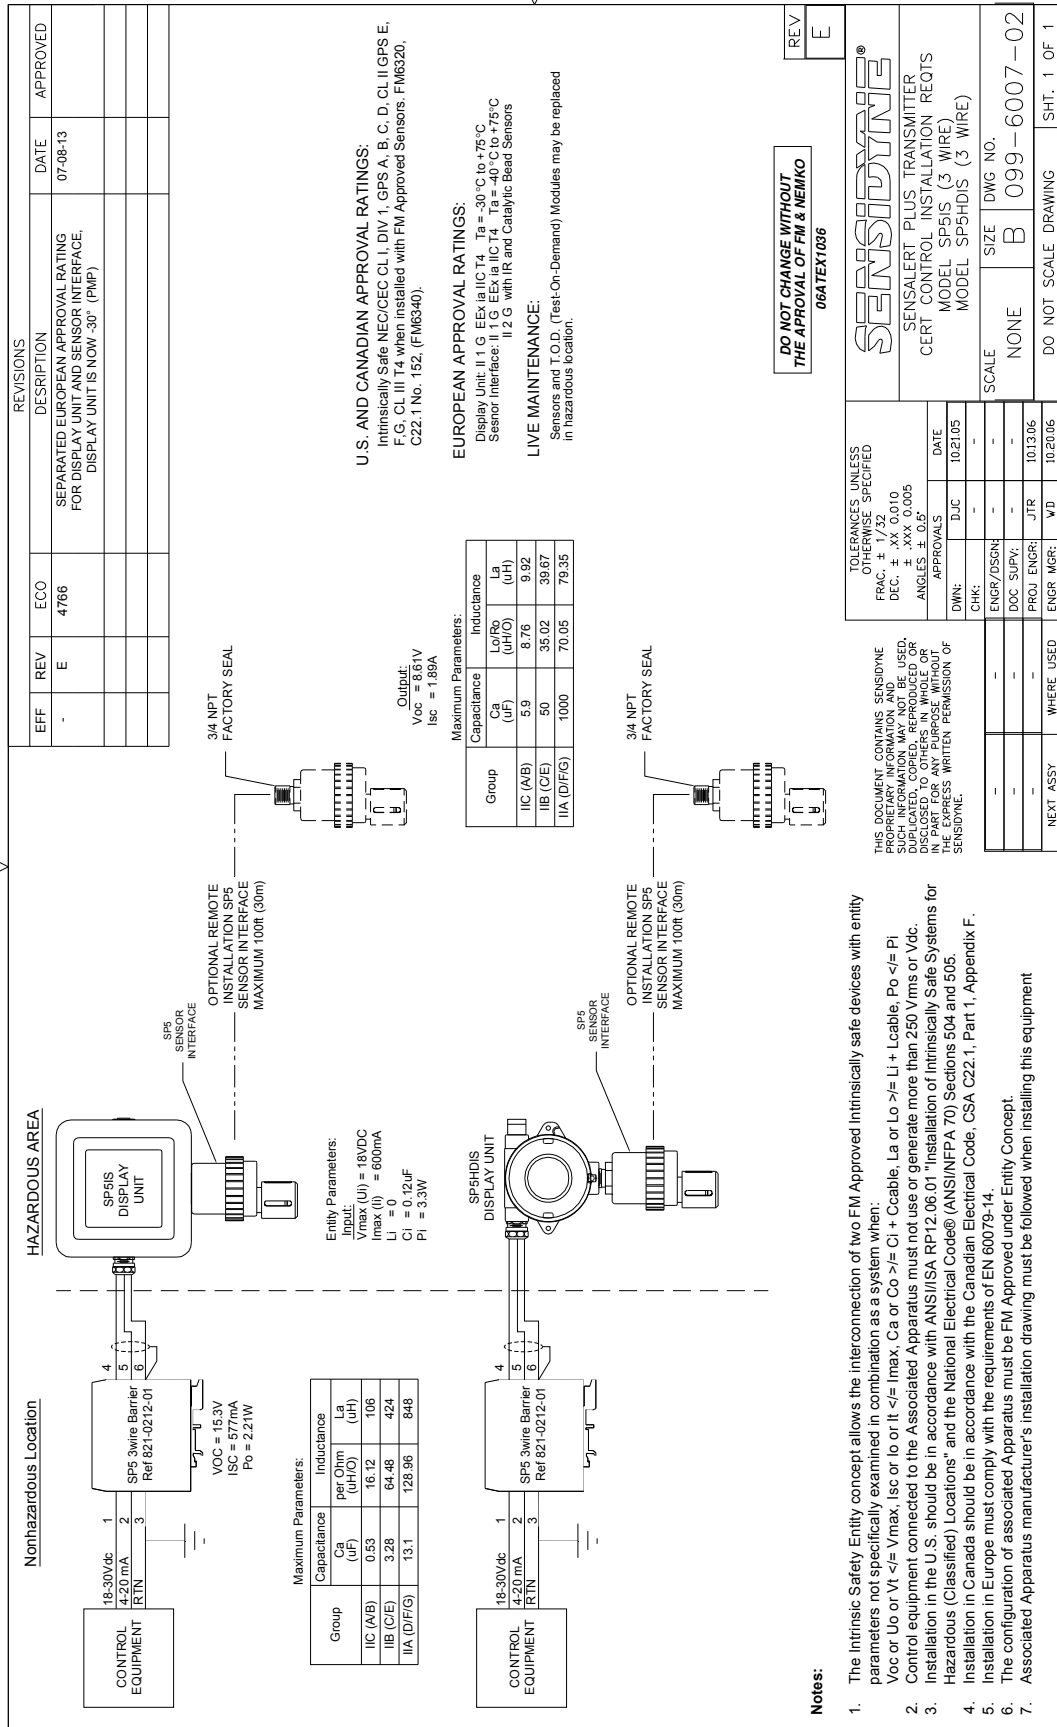 REVISIONS
EFF REV ECO DESRIPTION DATE APPROVED
- E 4766 SEPARATED EUROPEAN APPROVAL RATING 07-08-13
FOR DISPLAY UNIT AND SENSOR INTERFACE,
DISPLAY UNIT IS NOW -30° (PMP)
Nonhazardous Location
HAZARDOUS AREA
CONTROL
EQUIPMENT
18-30Vdc 1
4-20 mA 2
RTN 3
SP5 3wire Barrier
Ref 821-0212-01
4
5
6
VOC = 15.3V
ISC = 577mA
Po = 2.21W
SP5IS
DISPLAY
UNIT
SP5
SENSOR
INTERFACE
OPTIONAL REMOTE
INSTALLATION SP5
SENSOR INTERFACE
MAXIMUM 100ft (30m)
3/4 NPT
FACTORY SEAL
Maximum Parameters:
Group Capacitance Inductance
Ca
(uF) per Ohm
(uH/O) La
(uH)
IIC (A/B) 0.53 16.12 106
IIB (C/E) 3.28 64.48 424
IIA (D/F/G) 13.1 128.96 848
Entity Parameters:
Input:
Vmax (Ui) = 18VDC
Imax (Ii) = 600mA
Li = 0
Ci = 0.12uF
Pi = 3.3W
Output:
Voc = 8.61V
Isc = 1.89A
Maximum Parameters:
Group Capacitance Inductance
Ca
(uF) Lo/Ro
(uH/O) La
(uH)
IIC (A/B) 5.9 8.76 9.92
IIB (C/E) 50 35.02 39.67
IIA (D/F/G) 1000 70.05 79.35
U.S. AND CANADIAN APPROVAL RATINGS:
Intrinsically Safe NEC/CEC CL I, DIV 1, GPS A, B, C, D, CL II GPS E,
F,G, CL III T4 when installed with FM Approved Sensors. FM6320,
C22.1 No. 152, (FM6340).
EUROPEAN APPROVAL RATINGS:
Display Unit: II 1 G EEx ia IIC T4 Ta = -30°C to +75°C
Sesnor Interface: II 1 G EEx ia IIC T4 Ta = -40°C to +75°C
II 2 G with IIR and Catalytic Bead Sensors
LIVE MAINTENANCE:
Sensors and T.O.D. (Test-On-Demand) Modules may be replaced
in hazardous location.
CONTROL
EQUIPMENT
18-30Vdc 1
4-20 mA 2
RTN 3
SP5 3wire Barrier
Ref 821-0212-01
4
5
6
SP5HDIS
DISPLAY UNIT
SP5
SENSOR
INTERFACE
OPTIONAL REMOTE
INSTALLATION SP5
SENSOR INTERFACE
MAXIMUM 100ft (30m)
3/4 NPT
FACTORY SEAL
DO NOT CHANGE WITHOUT
THE APROVAL OF FM & NEMKO
06ATEX1036
REV
E
Notes:
1. The Intrinsic Safety Entity concept allows the interconnection of two FM Approved Intrinsically safe devices with entity
parameters not specifically examined in combination as a system when:
Voc or Uo or Vt </= Vmax, Isc or Io or It </= Imax, Ca or Co >/= Ci + Ccable, La or Lo >/= Li + Lcable, Po </= Pi
2. Control equipment connected to the Associated Apparatus must not use or generate more than 250 Vrms or Vdc.
3. Installation in the U.S. should be in accordance with ANSI/ISA RP12.06.01 "Installation of Intrinsically Safe Systems for
Hazardous (Classified) Locations" and the National Electrical Code® (ANSI/NFPA 70) Sections 504 and 505.
4. Installation in Canada should be in accordance with the Canadian Electrical Code, CSA C22.1, Part 1, Appendix F.
5. Installation in Europe must comply with the requirements of EN 60079-14.
6. The configuration of associated Apparatus must be FM Approved under Entity Concept.
7. Associated Apparatus manufacturer's installation drawing must be followed when installing this equipment
THIS DOCUMENT CONTAINS SENSIDYNE
PROPRIETARY INFORMATION AND
SUCH INFORMATION MAY NOT BE USED,
DUPLICATED, COPIED, REPRODUCED OR
DISCLOSED TO OTHERS IN WHOLE OR
IN PART FOR ANY PURPOSE WITHOUT
THE EXPRESS WRITTEN PERMISSION OF
SENSIDYNE.
- -
- -
- -
NEXT ASSY WHERE USED
TOLERANCES UNLESS
OTHERWISE SPECIFIED
FRAC. ± 1/32
DEC. ± .XX 0.010
± .XXX 0.005
ANGLES ± 0.5°
APPROVALS DATE
DWN: DJC 10.21.05
CHK: - -
ENGR/DSGN: - -
DOC SUPV: - -
PROJ ENGR: JTR 10.13.06
ENGR MGR: WD 10.20.06
SENSIDYNE®
SENSALERT PLUS TRANSMITTER
CERT CONTROL INSTALLATION REQTS
MODEL SP5IS (3 WIRE)
MODEL SP5HDIS (3 WIRE)
SCALE SIZE DWG NO.
NONE B 099-6007-02
DO NOT SCALE DRAWING SHT. 1 OF 1